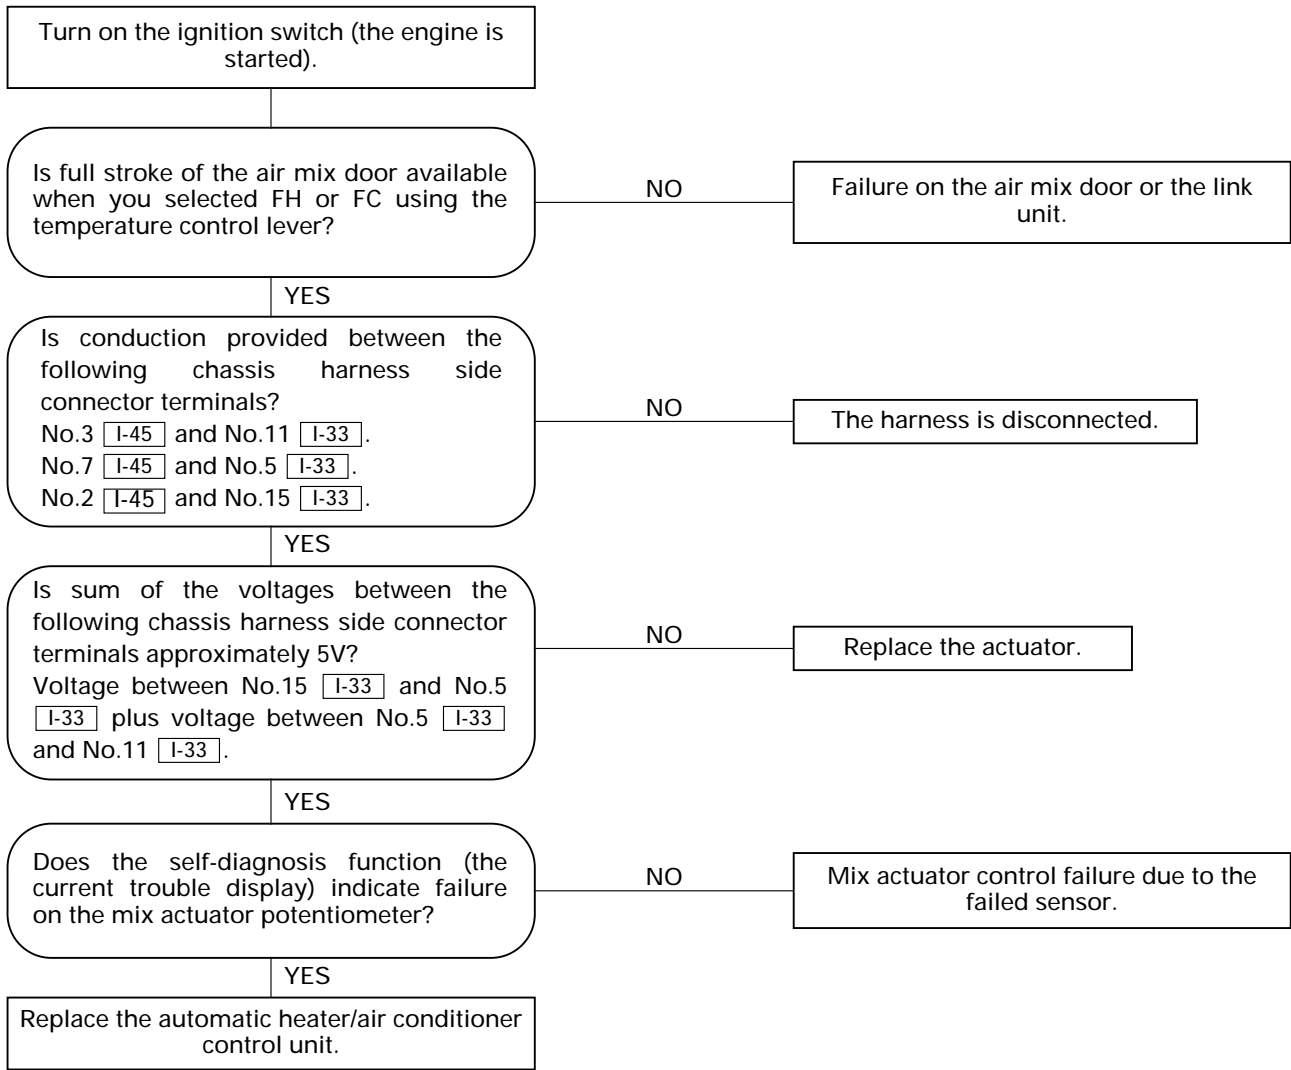 Turn on the ignition switch (the engine is
started).
Is full stroke of the air mix door available
when you selected FH or FC using the
temperature control lever?
NO
Failure on the air mix door or the link
unit.
YES
Is conduction provided between the
following chassis harness side
connector terminals?
No.3 I-45 and No.11 I-33 .
No.7 I-45 and No.5 I-33 .
No.2 I-45 and No.15 I-33 .
NO
The harness is disconnected.
YES
Is sum of the voltages between the
following chassis harness side connector
terminals approximately 5V?
Voltage between No.15 I-33 and No.5
I-33 plus voltage between No.5 I-33
and No.11 I-33 .
NO
Replace the actuator.
YES
Does the self-diagnosis function (the
current trouble display) indicate failure
on the mix actuator potentiometer?
NO
Mix actuator control failure due to the
failed sensor.
YES
Replace the automatic heater/air conditioner
control unit.